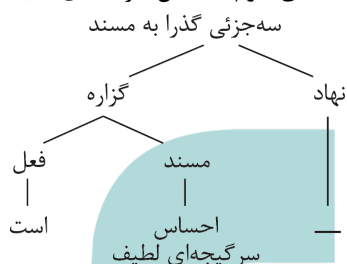 سه‌جزئی گذرا به مسند
نهاد گزاره
مسند فعل
احساس است
سرگیجه‌ای لطیف